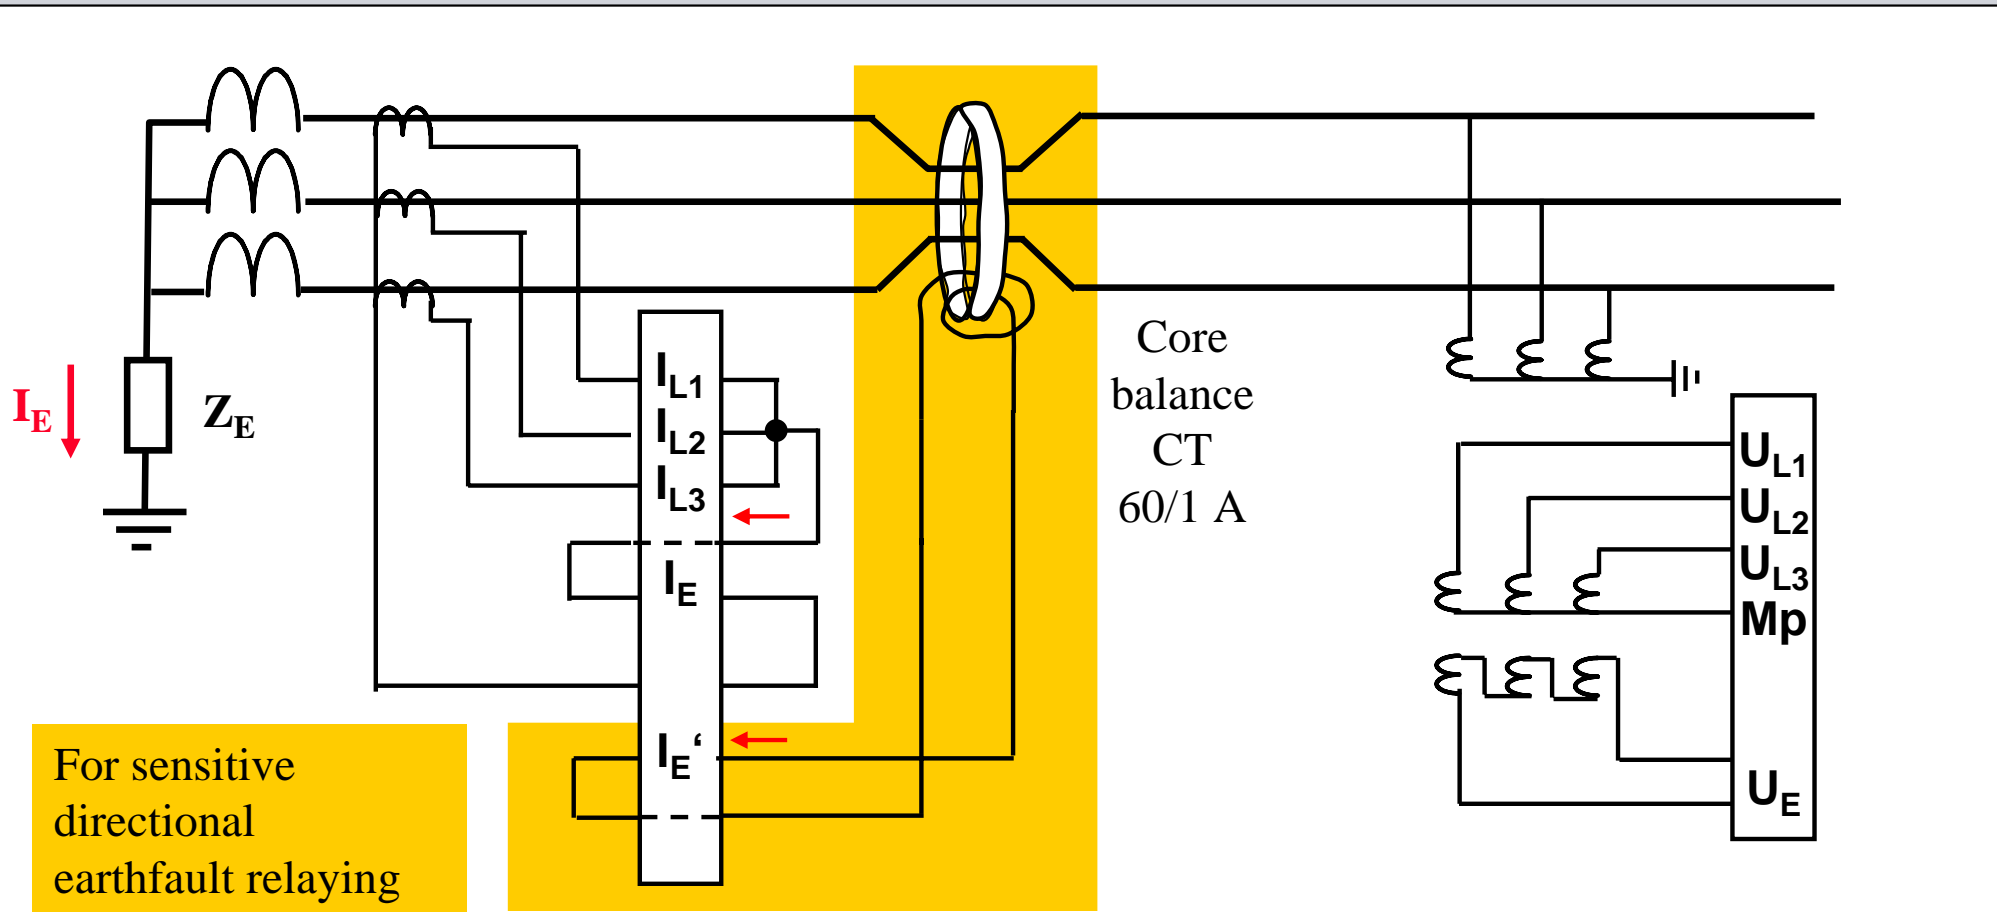 I_E
Z_E
I_L1
I_L2
I_L3
I_E
I_E‘
Core
balance
CT
60/1 A
U_L1
U_L2
U_L3
Mp
U_E
For sensitive
directional
earthfault relaying